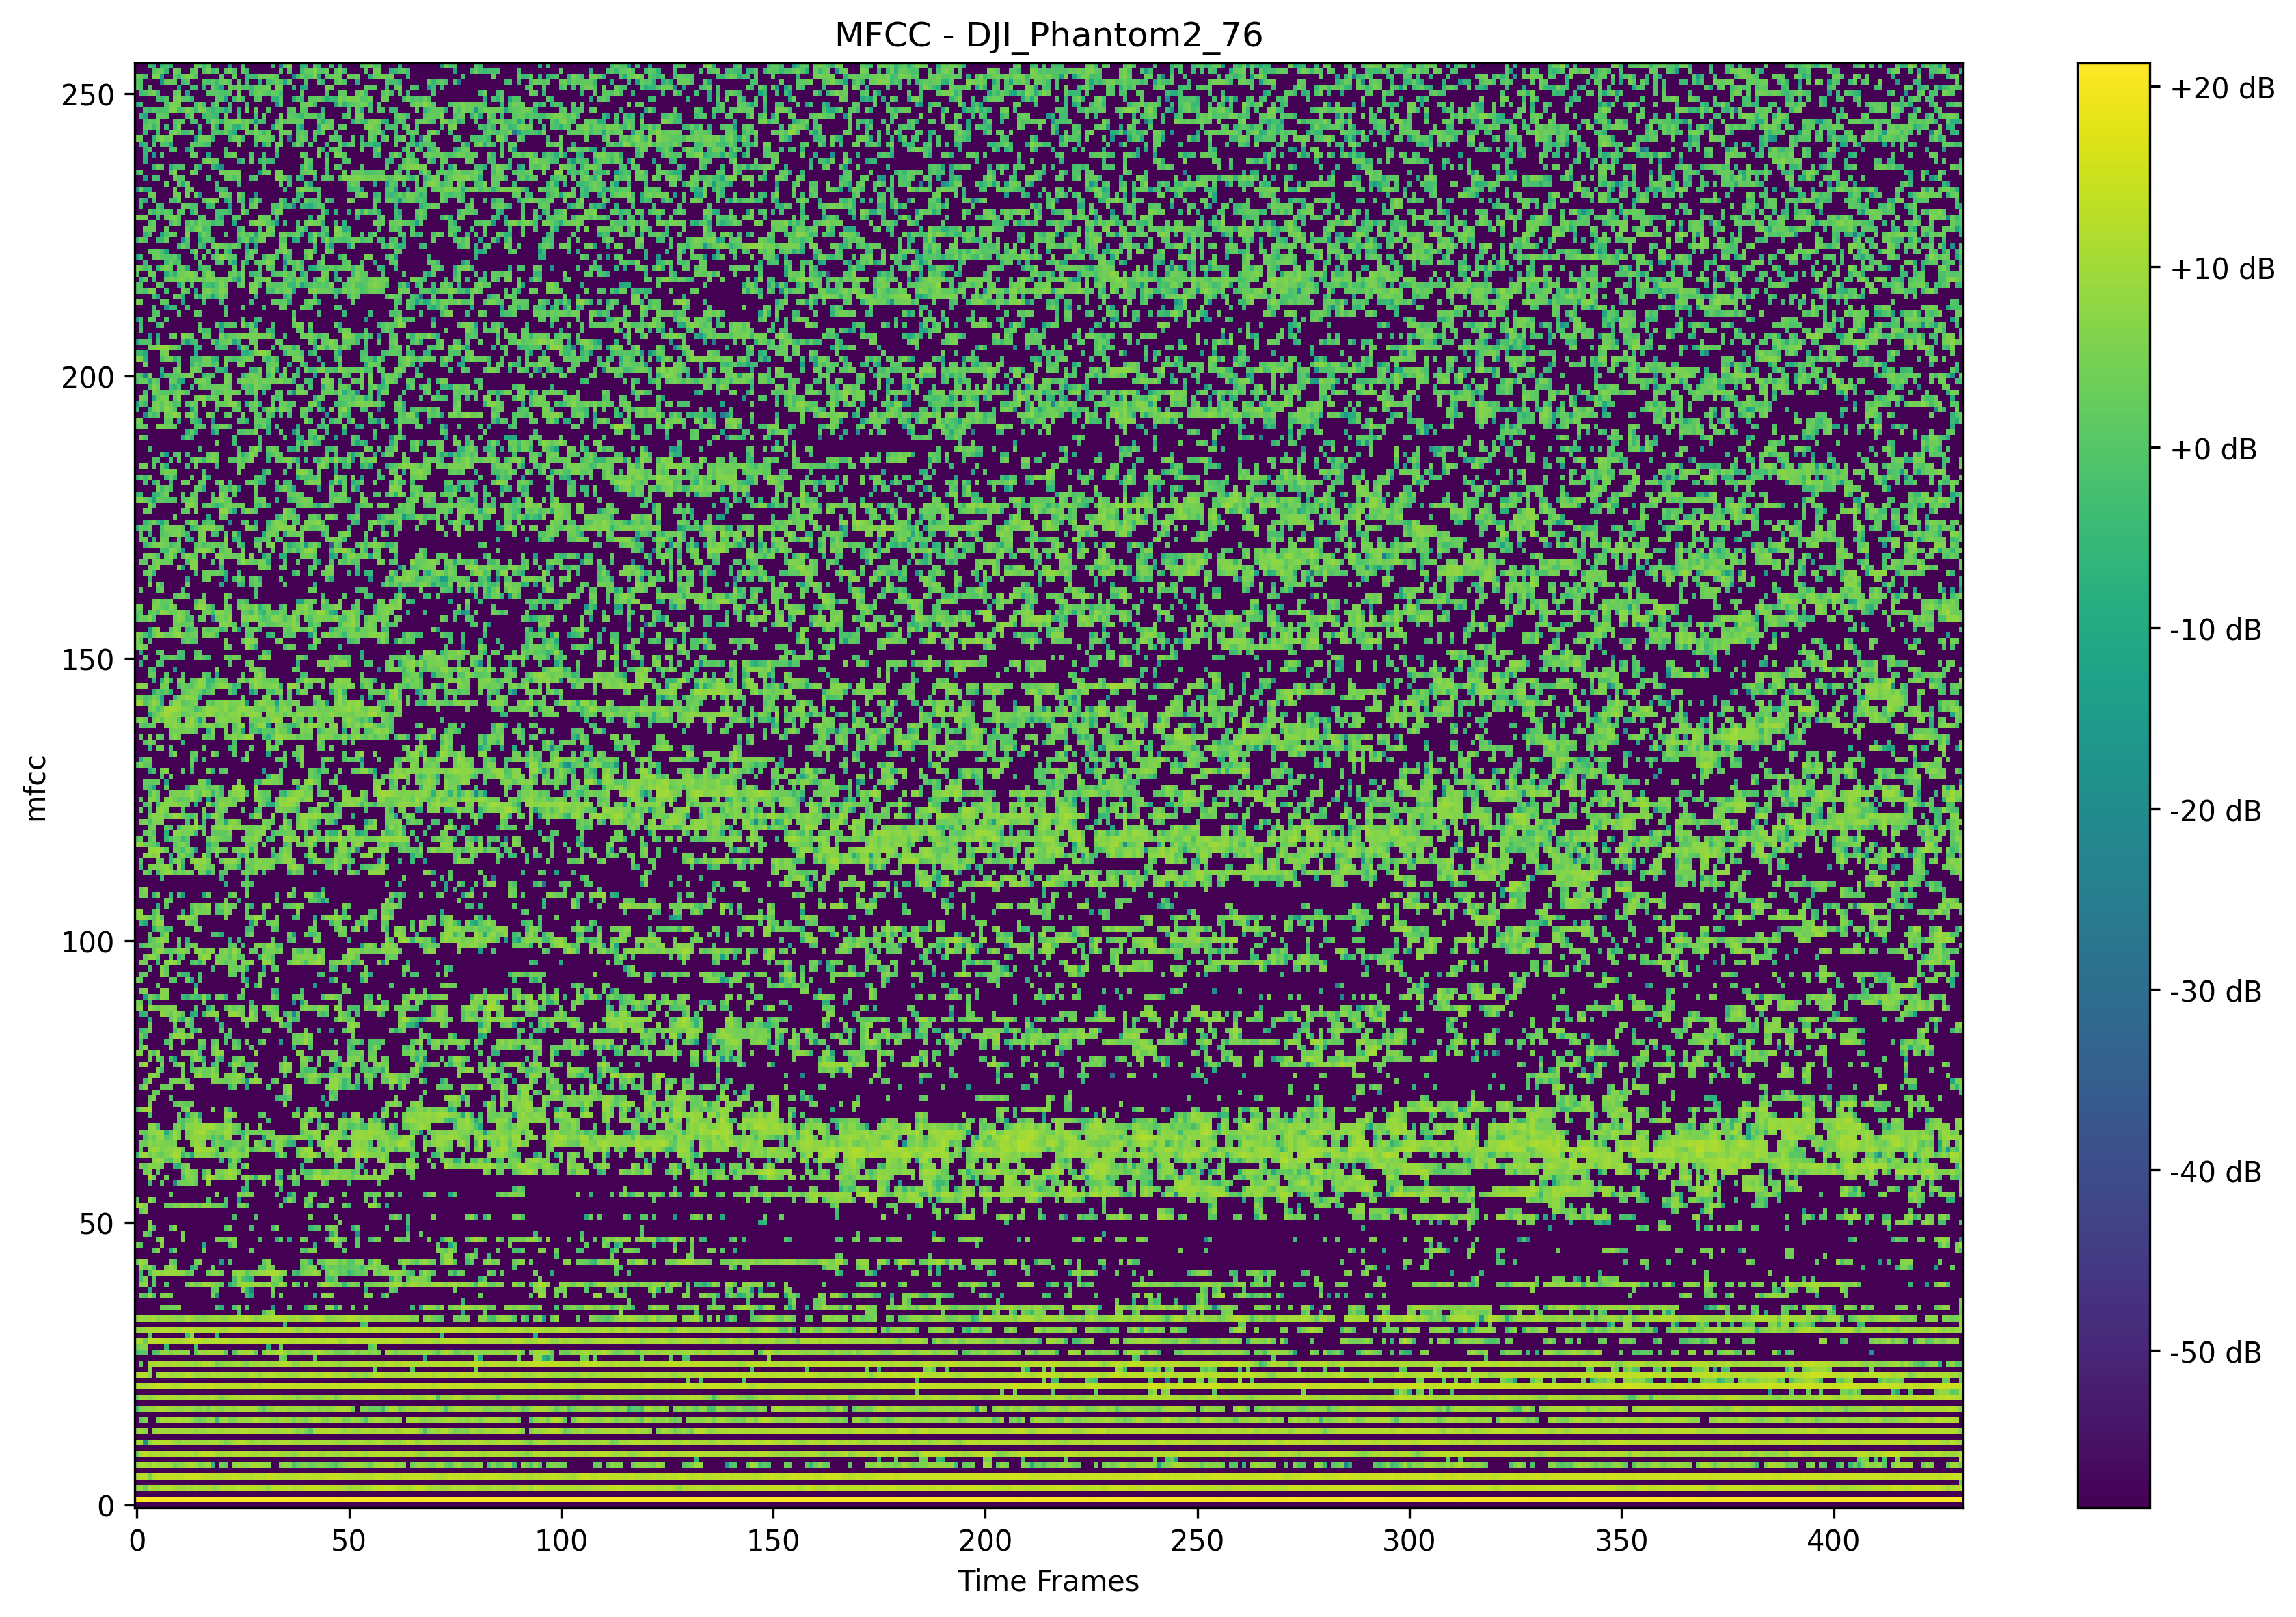 MFCC - DJI_Phantom2_76
mfcc
250
200
150
100
50
0
0 50 100 150 200 250 300 350 400
Time Frames
+20 dB
+10 dB
+0 dB
-10 dB
-20 dB
-30 dB
-40 dB
-50 dB